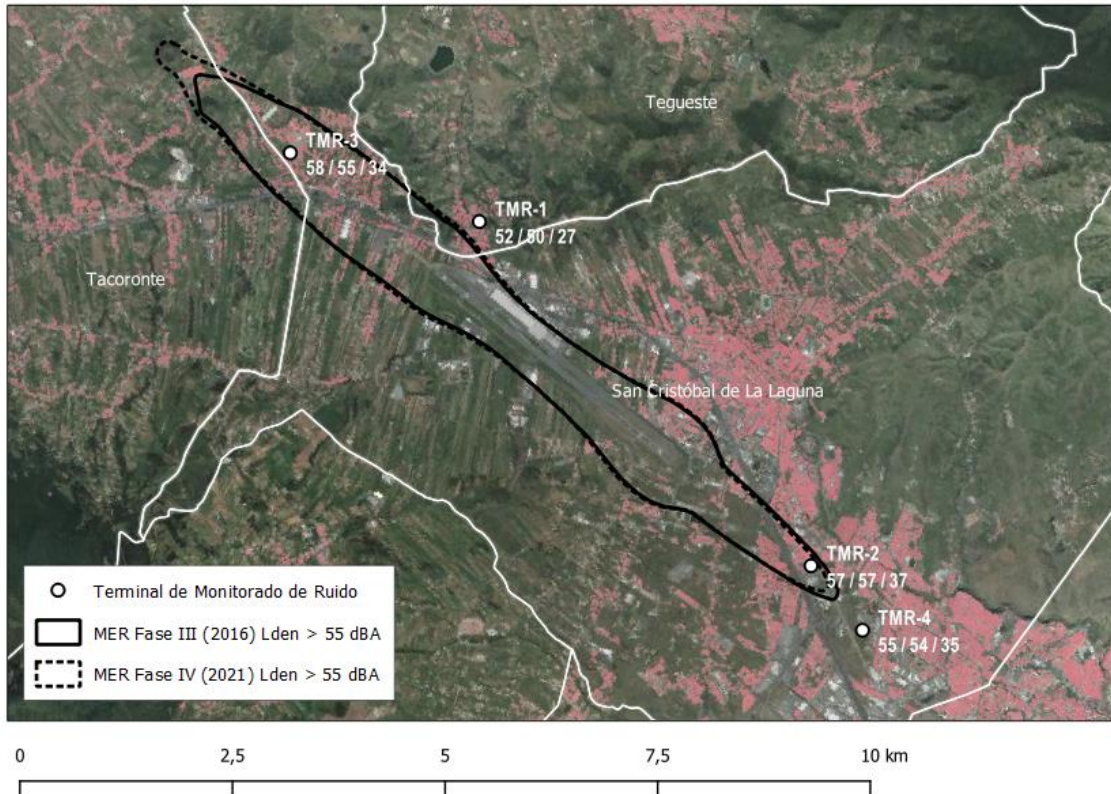 Tegueste
TMR-3
58 / 55 / 34
TMR-1
52 / 50 / 27
Tacoronte
San Cristóbal de La Laguna
TMR-2
57 / 57 / 37
TMR-4
55 / 54 / 35
Terminal de Monitorado de Ruido
MER Fase III (2016) Lden > 55 dBA
MER Fase IV (2021) Lden > 55 dBA
0 2,5 5 7,5 10 km